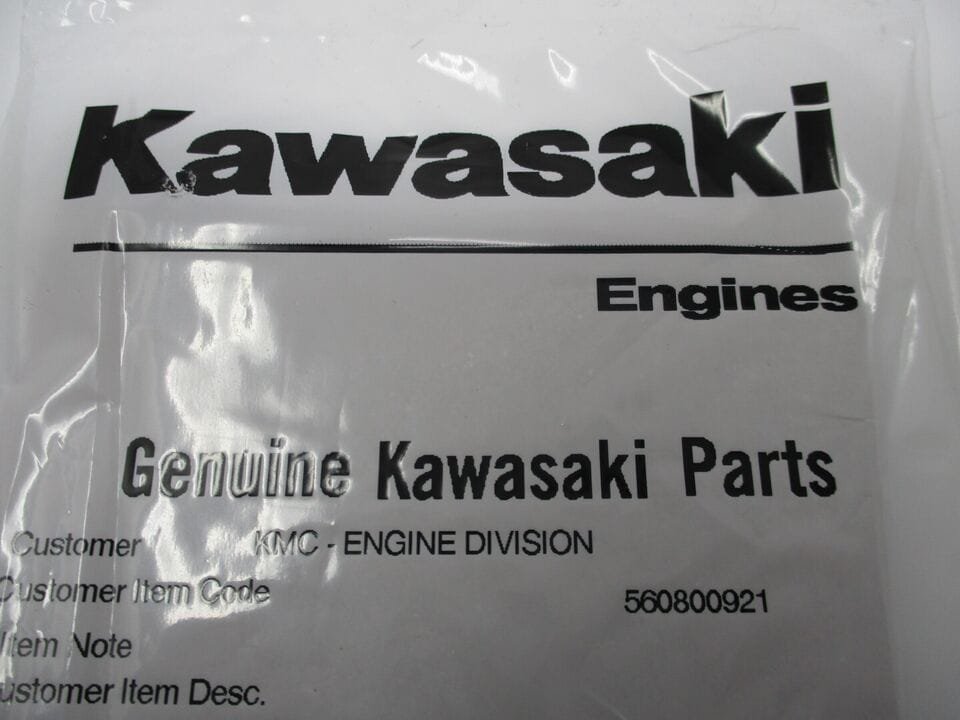 Kawasaki
Engines
Genuine Kawasaki Parts
Customer KMC - ENGINE DIVISION
Customer Item Code 560800921
Item Note
Customer Item Desc.